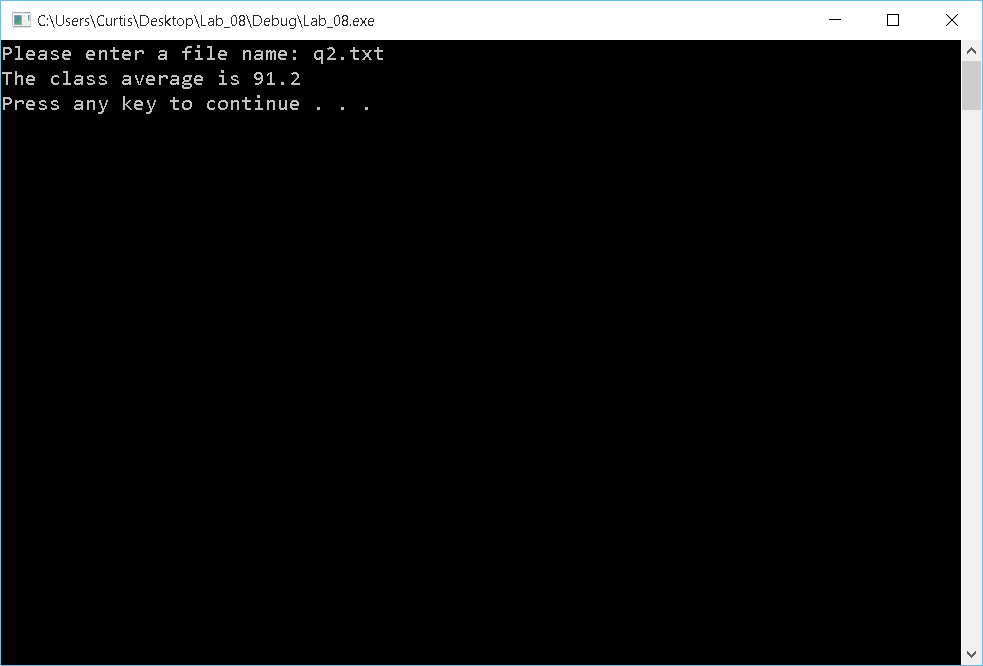 C:\Users\Curtis\Desktop\Lab_08\Debug\Lab_08.exe
Please enter a file name: q2.txt
The class average is 91.2
Press any key to continue . . .